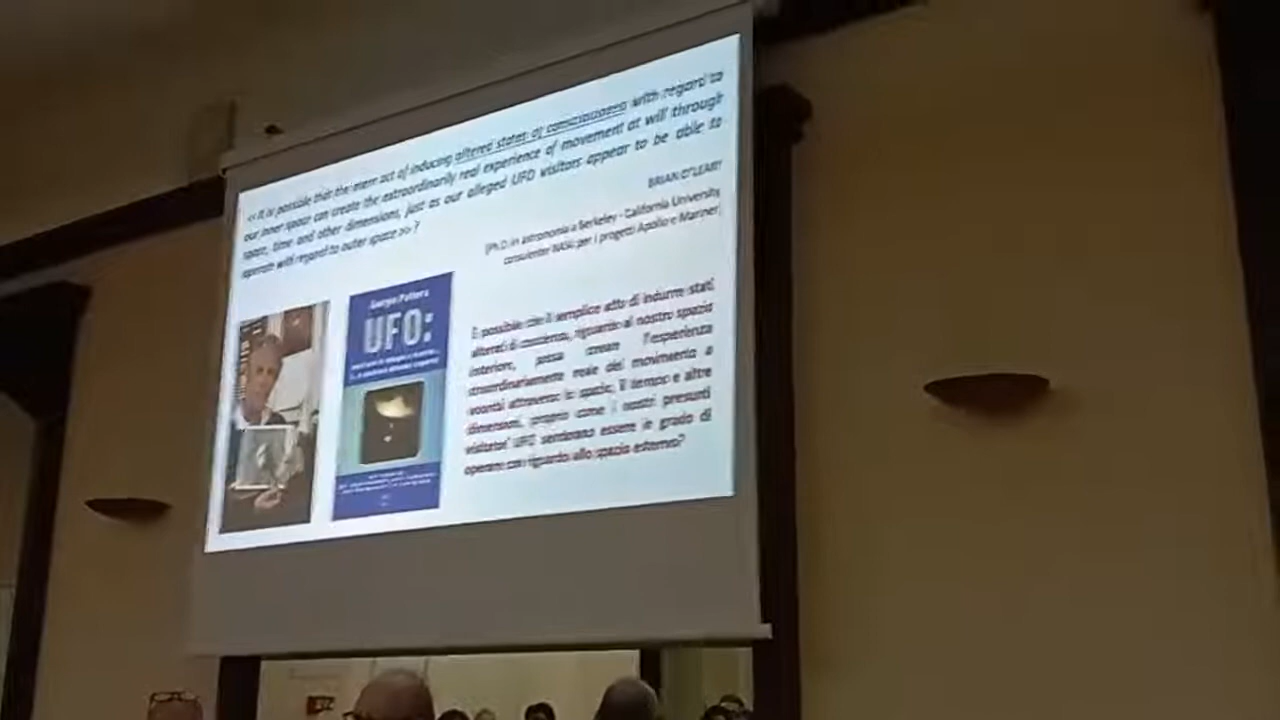 << It is possible that the mere act of inducing altered states of consciousness with regard to
our inner space can create the extraordinarily real experience of movement at will through
space, time and other dimensions, just as our alleged UFO visitors appear to be able to
operate with regard to outer space >> ?
BRIAN O'LEARY
(Ph.D. in astronomia a Berkeley - California University,
consulente NASA per i progetti Apollo e Mariner)
Giorgio Pattera
UFO:
È possibile che il semplice atto di indurre stati
alterati di coscienza, riguardo al nostro spazio
interiore, possa creare l'esperienza
straordinariamente reale del movimento a
volontà attraverso lo spazio, il tempo e altre
dimensioni, proprio come i nostri presunti
visitatori UFO sembrano essere in grado di
operare con riguardo allo spazio esterno?